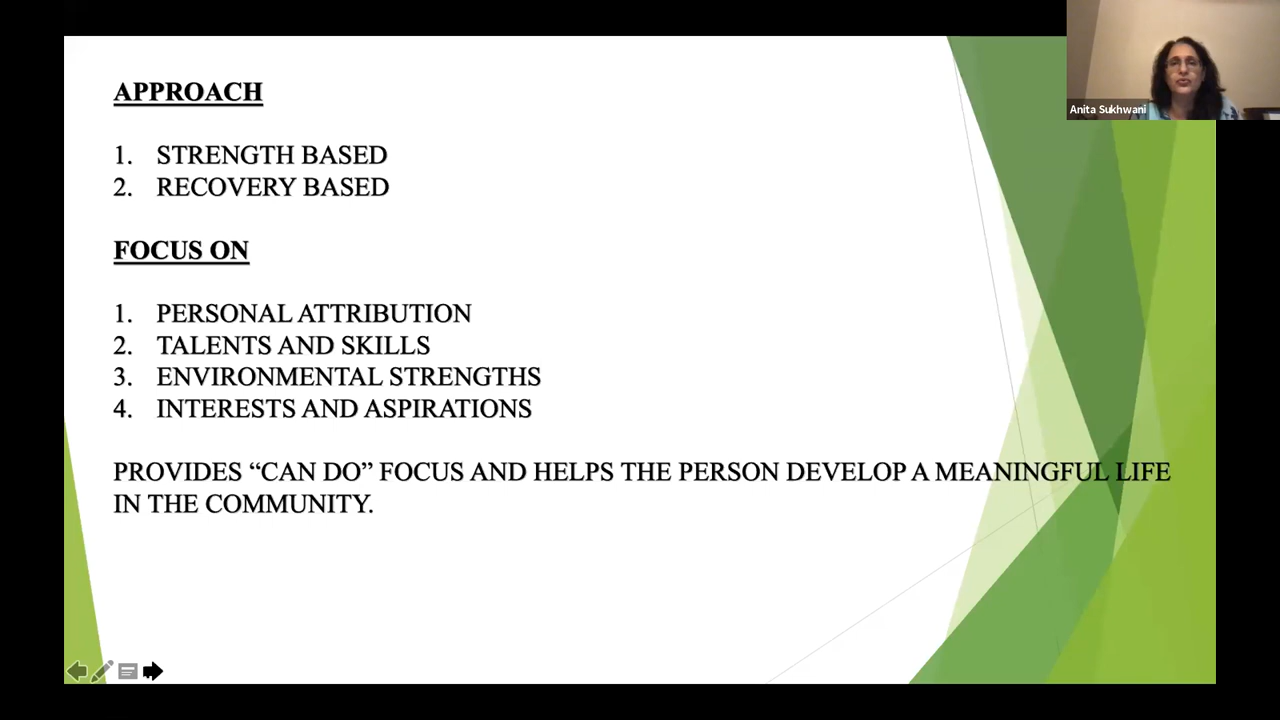 APPROACH
1. STRENGTH BASED
2. RECOVERY BASED
FOCUS ON
1. PERSONAL ATTRIBUTION
2. TALENTS AND SKILLS
3. ENVIRONMENTAL STRENGTHS
4. INTERESTS AND ASPIRATIONS
PROVIDES “CAN DO” FOCUS AND HELPS THE PERSON DEVELOP A MEANINGFUL LIFE
IN THE COMMUNITY.
Anita Sukhwani